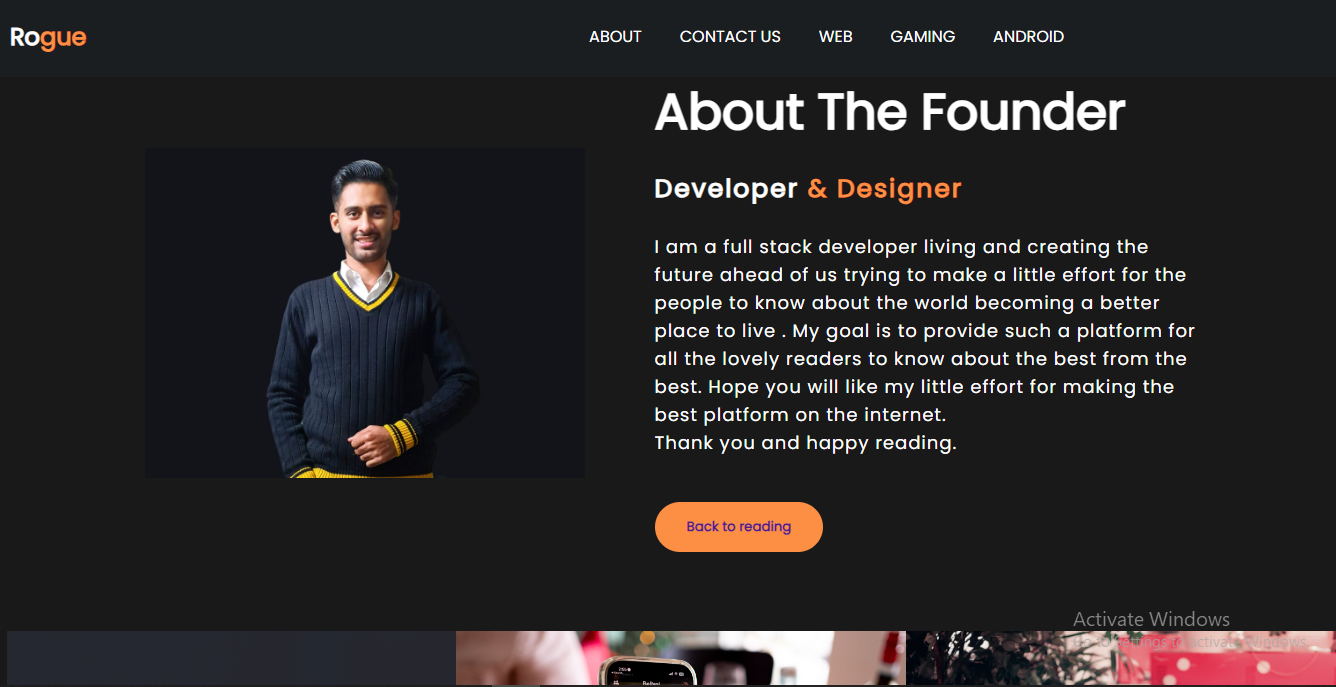 Rogue
ABOUT CONTACT US WEB GAMING ANDROID
About The Founder
Developer & Designer
I am a full stack developer living and creating the
future ahead of us trying to make a little effort for the
people to know about the world becoming a better
place to live . My goal is to provide such a platform for
all the lovely readers to know about the best from the
best. Hope you will like my little effort for making the
best platform on the internet.
Thank you and happy reading.
Back to reading
Activate Windows
Go to Settings to activate Windows.